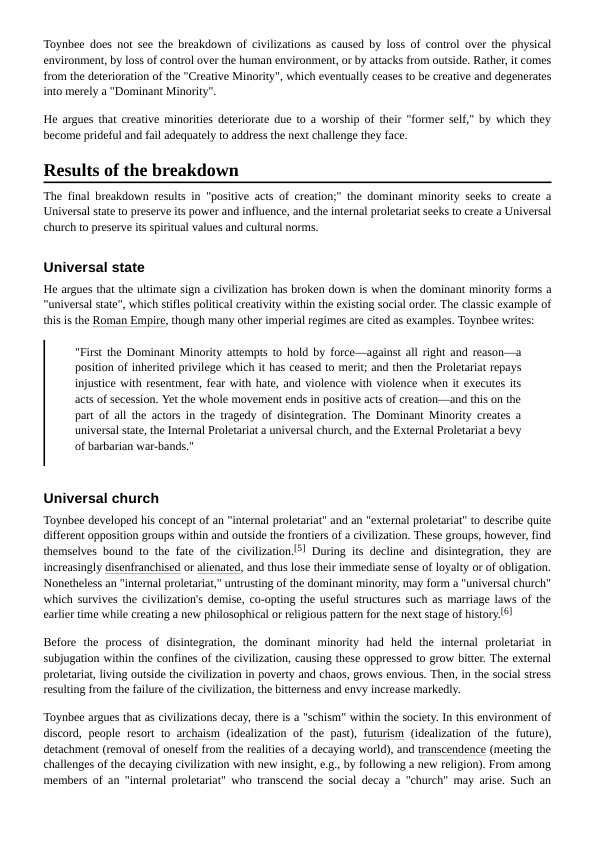 Toynbee does not see the breakdown of civilizations as caused by loss of control over the physical
environment, by loss of control over the human environment, or by attacks from outside. Rather, it comes
from the deterioration of the "Creative Minority", which eventually ceases to be creative and degenerates
into merely a "Dominant Minority".
He argues that creative minorities deteriorate due to a worship of their "former self," by which they
become prideful and fail adequately to address the next challenge they face.
Results of the breakdown
The final breakdown results in "positive acts of creation;" the dominant minority seeks to create a
Universal state to preserve its power and influence, and the internal proletariat seeks to create a Universal
church to preserve its spiritual values and cultural norms.
Universal state
He argues that the ultimate sign a civilization has broken down is when the dominant minority forms a
"universal state", which stifles political creativity within the existing social order. The classic example of
this is the Roman Empire, though many other imperial regimes are cited as examples. Toynbee writes:
"First the Dominant Minority attempts to hold by force—against all right and reason—a
position of inherited privilege which it has ceased to merit; and then the Proletariat repays
injustice with resentment, fear with hate, and violence with violence when it executes its
acts of secession. Yet the whole movement ends in positive acts of creation—and this on the
part of all the actors in the tragedy of disintegration. The Dominant Minority creates a
universal state, the Internal Proletariat a universal church, and the External Proletariat a bevy
of barbarian war-bands."
Universal church
Toynbee developed his concept of an "internal proletariat" and an "external proletariat" to describe quite
different opposition groups within and outside the frontiers of a civilization. These groups, however, find
themselves bound to the fate of the civilization.[5] During its decline and disintegration, they are
increasingly disenfranchised or alienated, and thus lose their immediate sense of loyalty or of obligation.
Nonetheless an "internal proletariat," untrusting of the dominant minority, may form a "universal church"
which survives the civilization's demise, co-opting the useful structures such as marriage laws of the
earlier time while creating a new philosophical or religious pattern for the next stage of history.[6]
Before the process of disintegration, the dominant minority had held the internal proletariat in
subjugation within the confines of the civilization, causing these oppressed to grow bitter. The external
proletariat, living outside the civilization in poverty and chaos, grows envious. Then, in the social stress
resulting from the failure of the civilization, the bitterness and envy increase markedly.
Toynbee argues that as civilizations decay, there is a "schism" within the society. In this environment of
discord, people resort to archaism (idealization of the past), futurism (idealization of the future),
detachment (removal of oneself from the realities of a decaying world), and transcendence (meeting the
challenges of the decaying civilization with new insight, e.g., by following a new religion). From among
members of an "internal proletariat" who transcend the social decay a "church" may arise. Such an